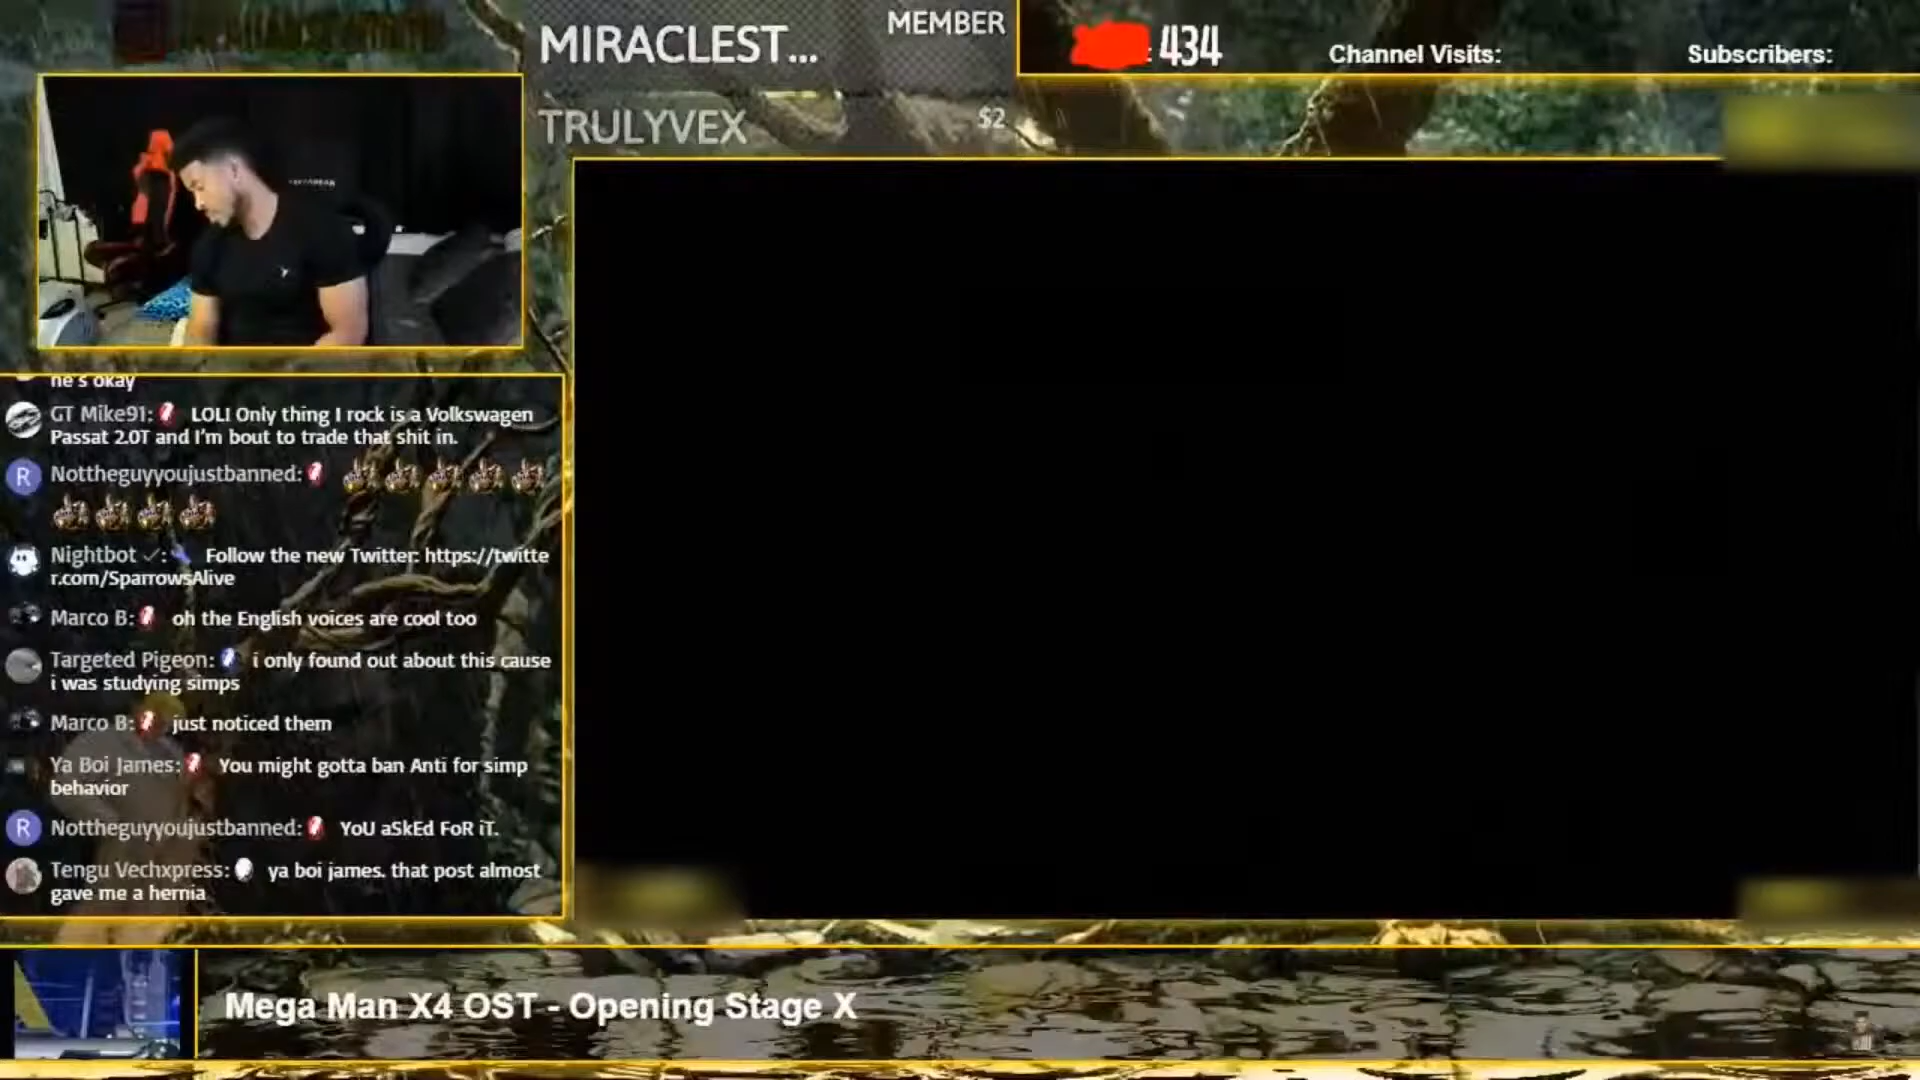 MIRACLEST...
MEMBER
434
Channel Visits:
Subscribers:
TRULYVEX
$2
he's okay
GT Mike91: LOL! Only thing I rock is a Volkswagen
Passat 2.0T and I'm bout to trade that shit in.
R
Nottheguyyoujustbanned:
Nightbot ✓: Follow the new Twitter: https://twitte
r.com/SparrowsAlive
Marco B: oh the English voices are cool too
Targeted Pigeon: i only found out about this cause
i was studying simps
Marco B: just noticed them
Ya Boi James: You might gotta ban Anti for simp
behavior
R
Nottheguyyoujustbanned: YoU aSkEd FoR iT.
Tengu Vechxpress: ya boi james. that post almost
gave me a hernia
Mega Man X4 OST - Opening Stage X